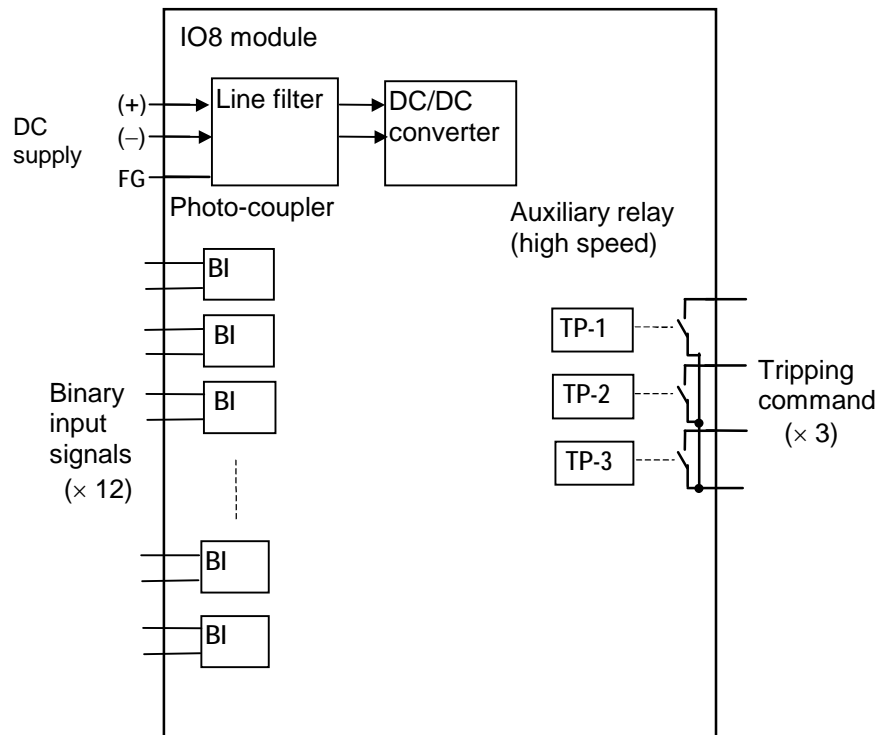 IO8 module
(+)
Line filter
DC/DC
converter
DC
supply
(−)
FG
Photo-coupler
Auxiliary relay
(high speed)
BI
BI
BI
TP-1
TP-2
TP-3
Binary
input
signals
(× 12)
Tripping
command
(× 3)
BI
BI